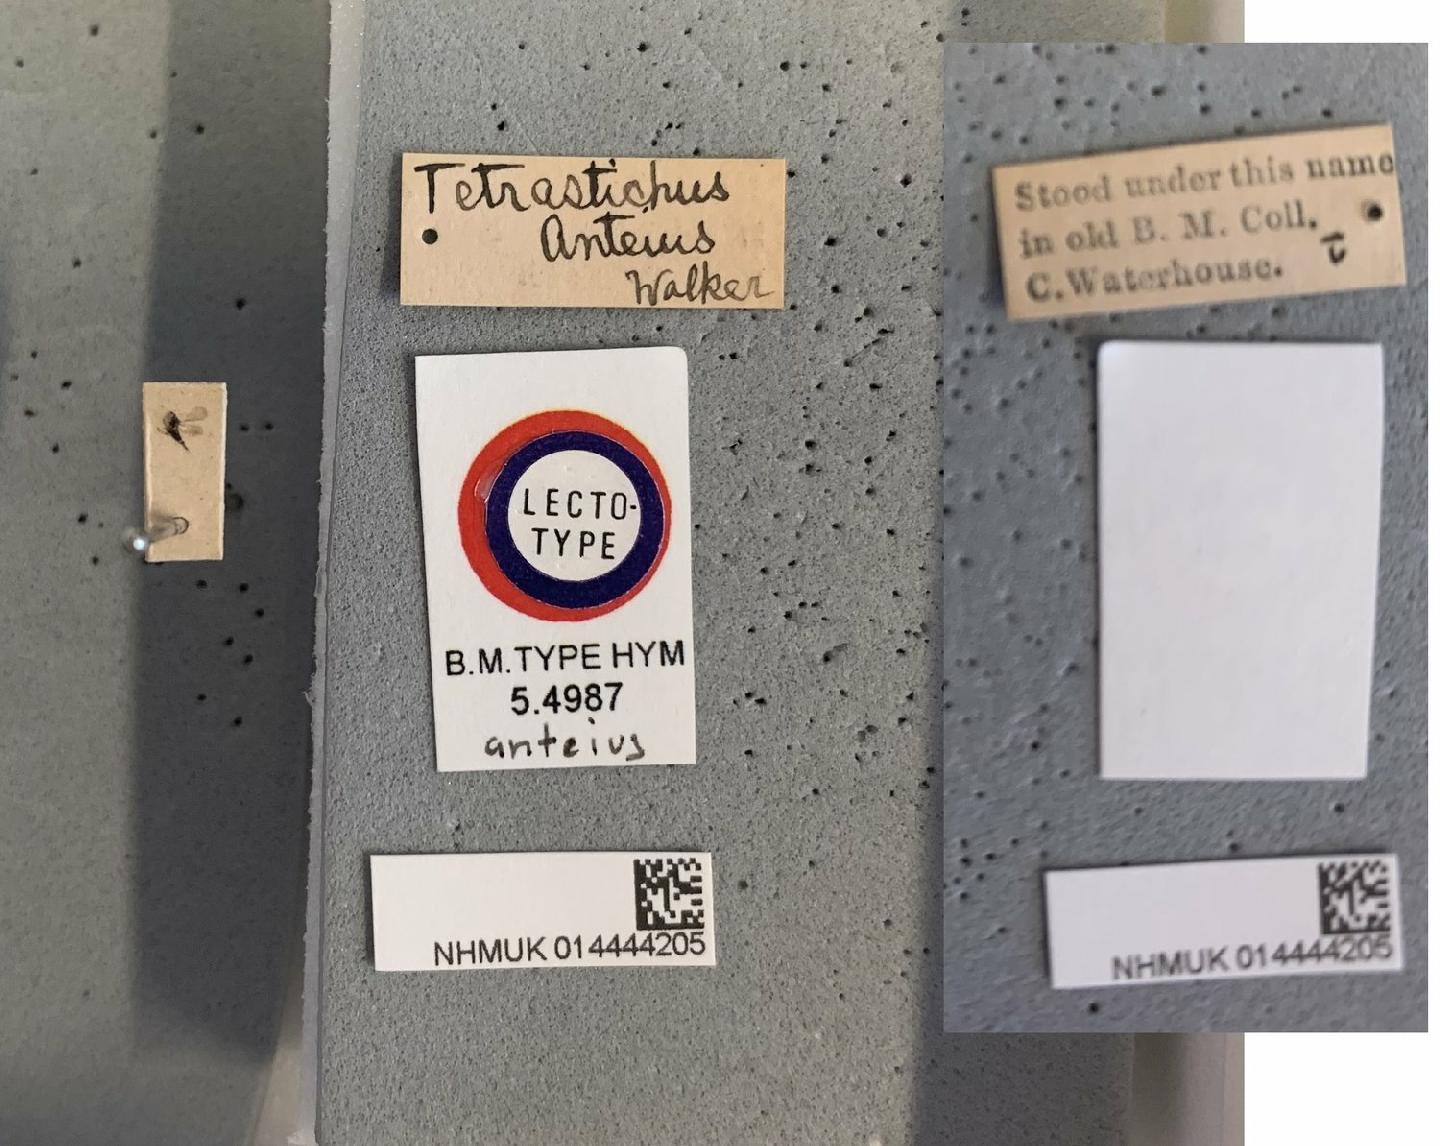 Tetrastichus
Anteius
Walker
LECTO-
TYPE
B.M.TYPE HYM
5.4987
anteius
NHMUK 014444205
Stood under this name
in old B. M. Coll.
C. Waterhouse.
NHMUK 014444205